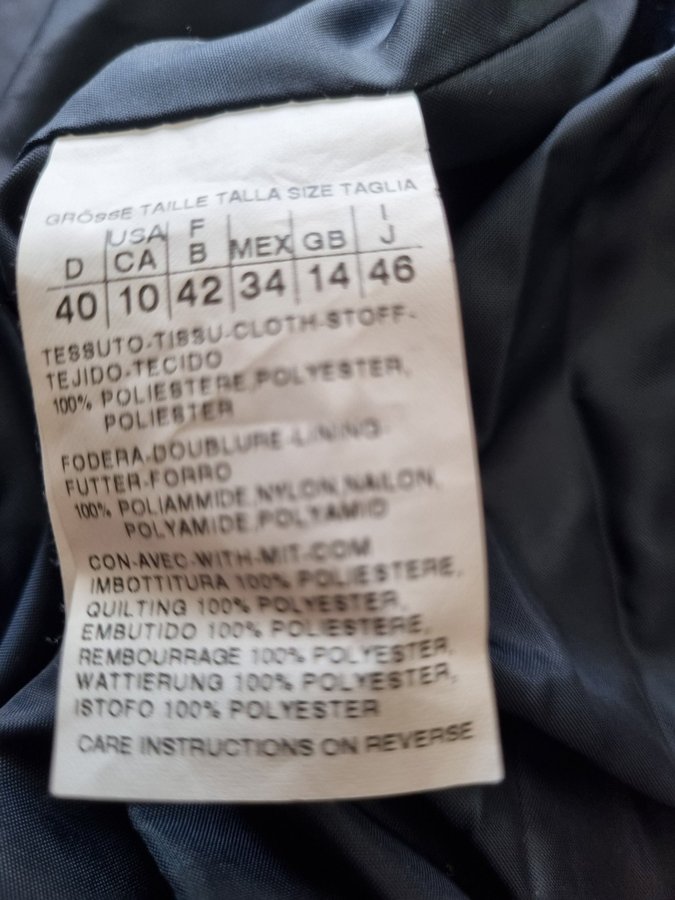 GRÖSSE TAILLE TALLA SIZE TAGLIA
D USA CA F B MEX GB I J
40 10 42 34 14 46
TESSUTO-TISSU-CLOTH-STOFF-
TEJIDO-TECIDO
100% POLIESTERE,POLYESTER,
POLIESTER
FODERA-DOUBLURE-LINING-
FUTTER-FORRO
100% POLIAMMIDE,NYLON,NAILON,
POLYAMIDE,POLYAMID
CON-AVEC-WITH-MIT-COM
IMBOTTITURA 100% POLIESTERE,
QUILTING 100% POLYESTER,
EMBUTIDO 100% POLIESTERE,
REMBOURRAGE 100% POLYESTER,
WATTIERUNG 100% POLYESTER,
ISTOFO 100% POLYESTER
CARE INSTRUCTIONS ON REVERSE